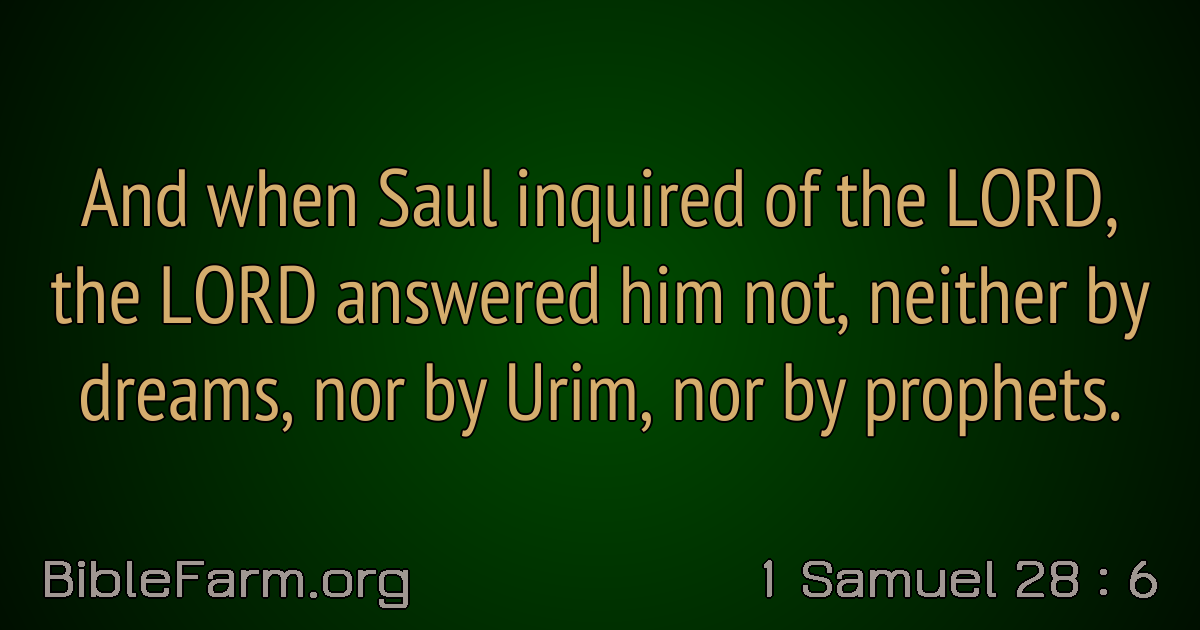 And when Saul inquired of the LORD,
the LORD answered him not, neither by
dreams, nor by Urim, nor by prophets.
BibleFarm.org
1 Samuel 28 : 6